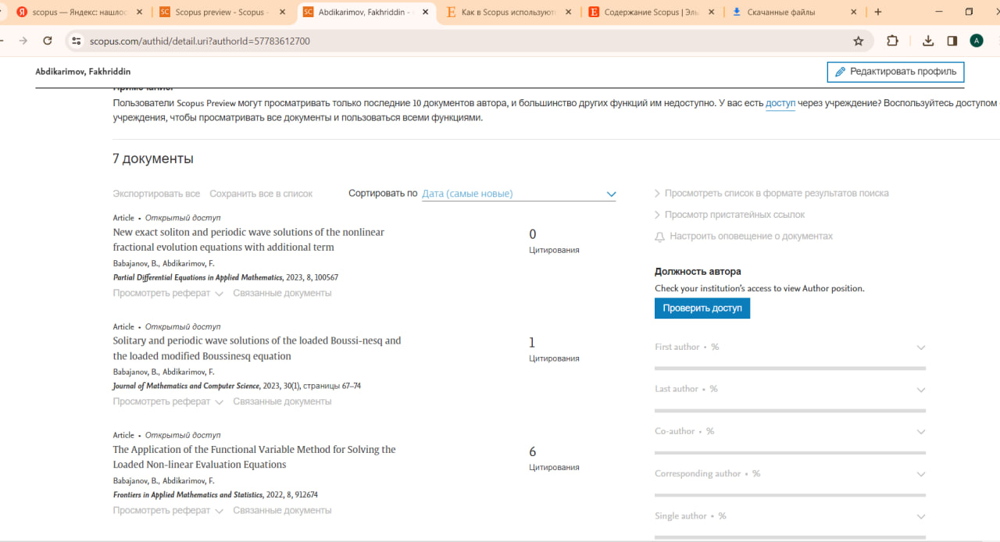 scopus — Яндекс: нашлос
Scopus preview - Scopus -
Abdikarimov, Fakhriddin -
Как в Scopus используютс
Содержание Scopus | Эль
Скачанные файлы
scopus.com/authid/detail.uri?authorId=57783612700
A
Abdikarimov, Fakhriddin
Редактировать профиль
Пользователи Scopus Preview могут просматривать только последние 10 документов автора, и большинство других функций им недоступно. У вас есть доступ через учреждение? Воспользуйтесь доступом
учреждения, чтобы просматривать все документы и пользоваться всеми функциями.
7 документы
Экспортировать все Сохранить все в список Сортировать по Дата (самые новые)
Article • Открытый доступ
New exact soliton and periodic wave solutions of the nonlinear
fractional evolution equations with additional term
Babajanov, B., Abdikarimov, F.
Partial Differential Equations in Applied Mathematics, 2023, 8, 100567
Просмотреть реферат Связанные документы
0
Цитирования
Article • Открытый доступ
Solitary and periodic wave solutions of the loaded Boussi-nesq and
the loaded modified Boussinesq equation
Babajanov, B., Abdikarimov, F.
Journal of Mathematics and Computer Science, 2023, 30(1), страницы 67–74
Просмотреть реферат Связанные документы
1
Цитирования
Article • Открытый доступ
The Application of the Functional Variable Method for Solving the
Loaded Non-linear Evaluation Equations
Babajanov, B., Abdikarimov, F.
Frontiers in Applied Mathematics and Statistics, 2022, 8, 912674
Просмотреть реферат Связанные документы
6
Цитирования
Просмотреть список в формате результатов поиска
Просмотр пристатейных ссылок
Настроить оповещение о документах
Должность автора
Check your institution's access to view Author position.
Проверить доступ
First author • %
Last author • %
Co-author • %
Corresponding author • %
Single author • %